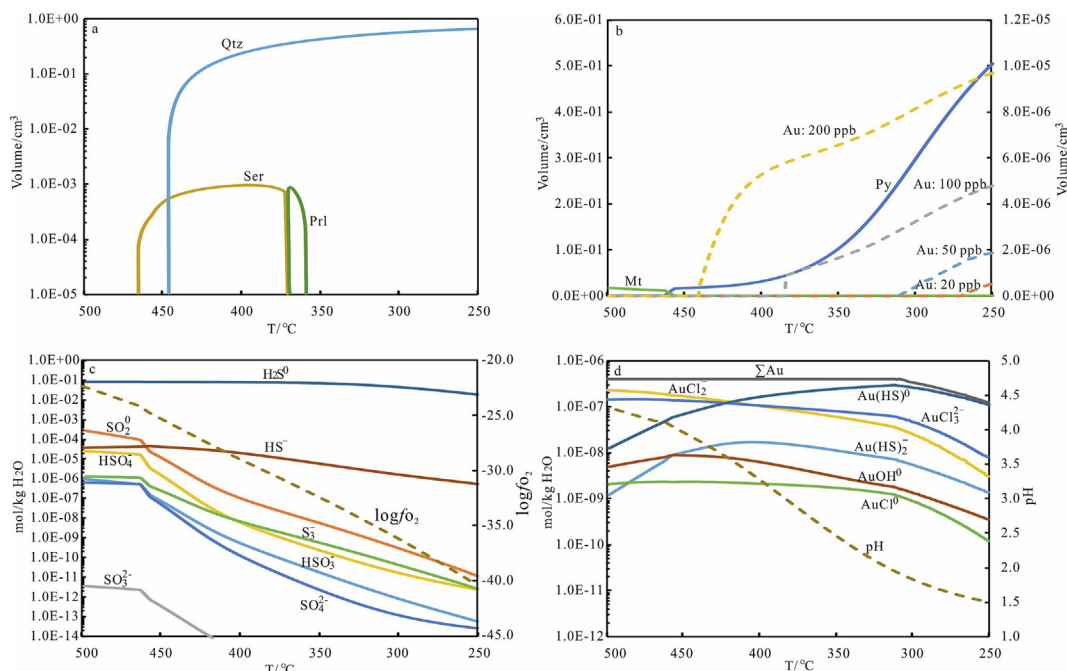 a
1.0E+00
1.0E-01
1.0E-02
1.0E-03
1.0E-04
1.0E-05
Volume/cm³
Qtz
Ser
Prl
500 450 400 350 300 250
T/℃
b
6.0E-01
5.0E-01
4.0E-01
3.0E-01
2.0E-01
1.0E-01
0.0E+00
Volume/cm³
Au: 200 ppb
Py
Au: 100 ppb
Au: 50 ppb
Au: 20 ppb
Mt
1.2E-05
1.0E-05
8.0E-06
6.0E-06
4.0E-06
2.0E-06
0.0E+00
Volume/cm³
500 450 400 350 300 250
T/℃
c
1.0E+00
1.0E-01
1.0E-02
1.0E-03
1.0E-04
1.0E-05
1.0E-06
1.0E-07
1.0E-08
1.0E-09
1.0E-10
1.0E-11
1.0E-12
1.0E-13
1.0E-14
mol/kg H2O
H2S⁰
SO₂⁰
HS⁻
HSO₄⁻
logfO₂
S₃⁻
HSO₃⁻
SO₄²⁻
SO₃²⁻
-20.0
-25.0
-30.0
-35.0
-40.0
-45.0
logfO₂
500 450 400 350 300 250
T/℃
d
1.0E-06
1.0E-07
1.0E-08
1.0E-09
1.0E-10
1.0E-11
1.0E-12
mol/kg H2O
∑Au
AuCl₂⁻
Au(HS)⁰
AuCl₃²⁻
Au(HS)₂⁻
AuOH⁰
AuCl⁰
pH
5.0
4.5
4.0
3.5
3.0
2.5
2.0
1.5
1.0
pH
500 450 400 350 300 250
T/℃